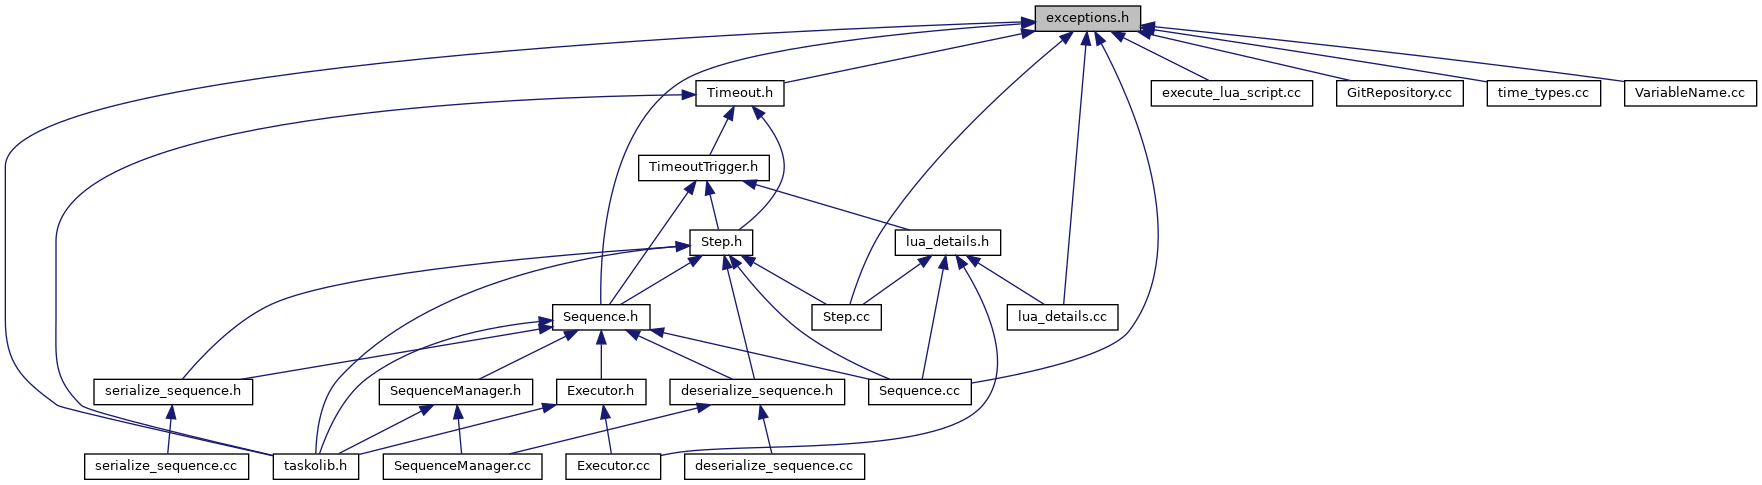 exceptions.h
Timeout.h
execute_lua_script.cc
GitRepository.cc
time_types.cc
VariableName.cc
TimeoutTrigger.h
Step.h
lua_details.h
Sequence.h
Step.cc
lua_details.cc
serialize_sequence.h
SequenceManager.h
Executor.h
deserialize_sequence.h
Sequence.cc
serialize_sequence.cc
taskolib.h
SequenceManager.cc
Executor.cc
deserialize_sequence.cc